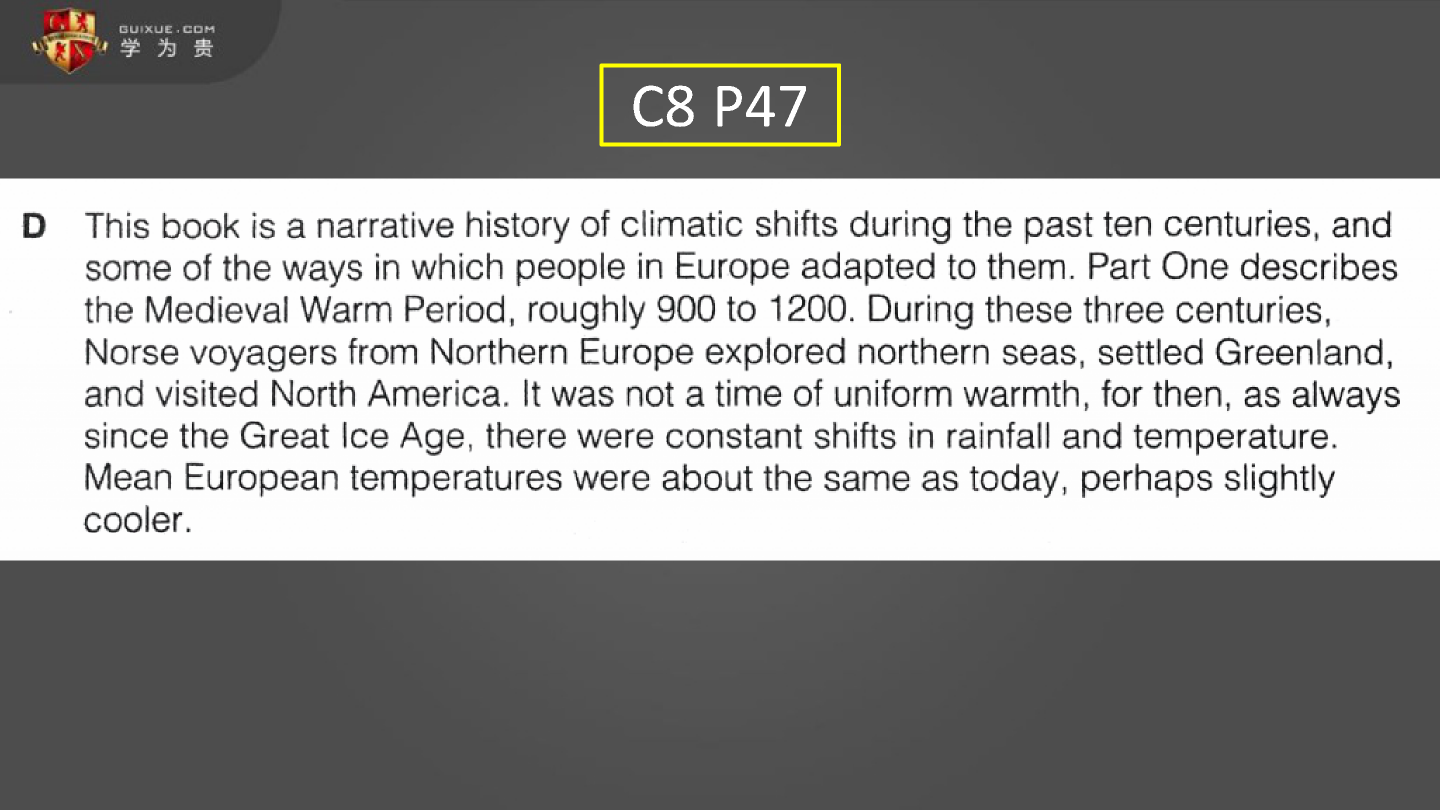 GUIXUE.COM
学为贵
C8 P47
D This book is a narrative history of climatic shifts during the past ten centuries, and
some of the ways in which people in Europe adapted to them. Part One describes
the Medieval Warm Period, roughly 900 to 1200. During these three centuries,
Norse voyagers from Northern Europe explored northern seas, settled Greenland,
and visited North America. It was not a time of uniform warmth, for then, as always
since the Great Ice Age, there were constant shifts in rainfall and temperature.
Mean European temperatures were about the same as today, perhaps slightly
cooler.